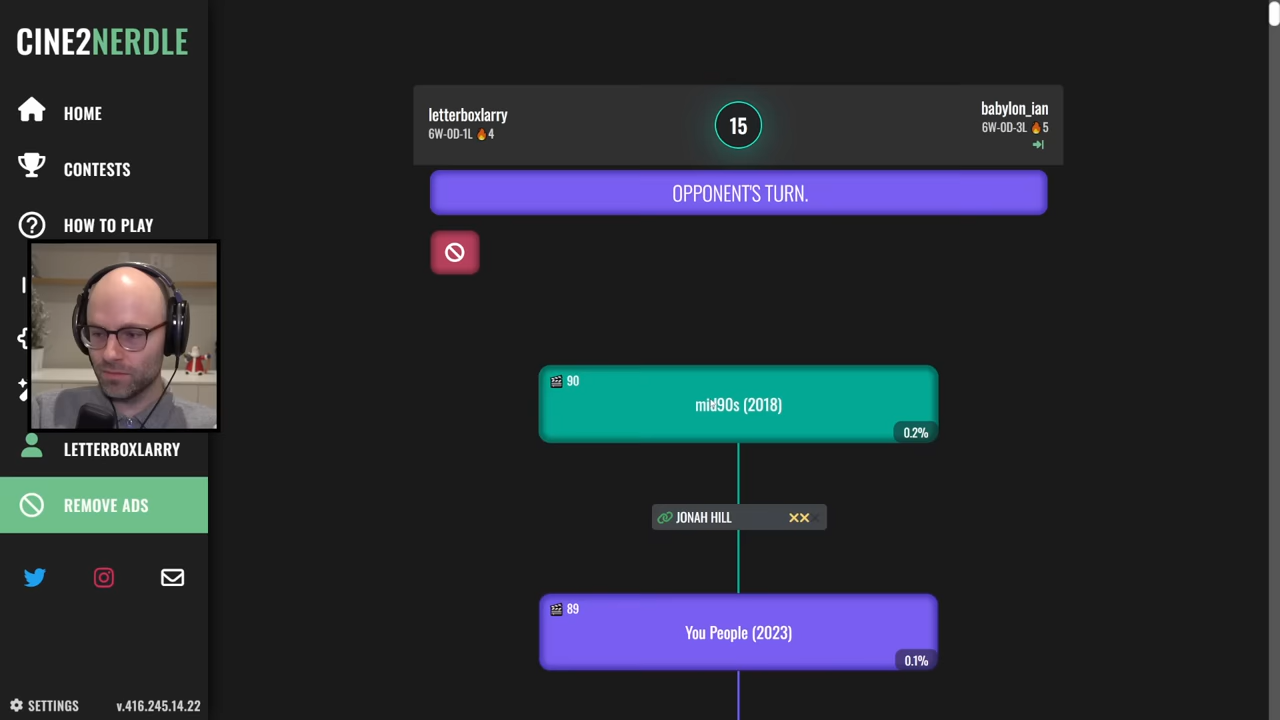 CINE2NERDLE
HOME
CONTESTS
HOW TO PLAY
LETTERBOXLARRY
REMOVE ADS
SETTINGS
v.416.245.14.22
letterboxlarry
6W-0D-1L 🔥4
15
babylon_ian
6W-0D-3L 🔥5
OPPONENT'S TURN.
90
mid90s (2018)
0.2%
JONAH HILL
89
You People (2023)
0.1%